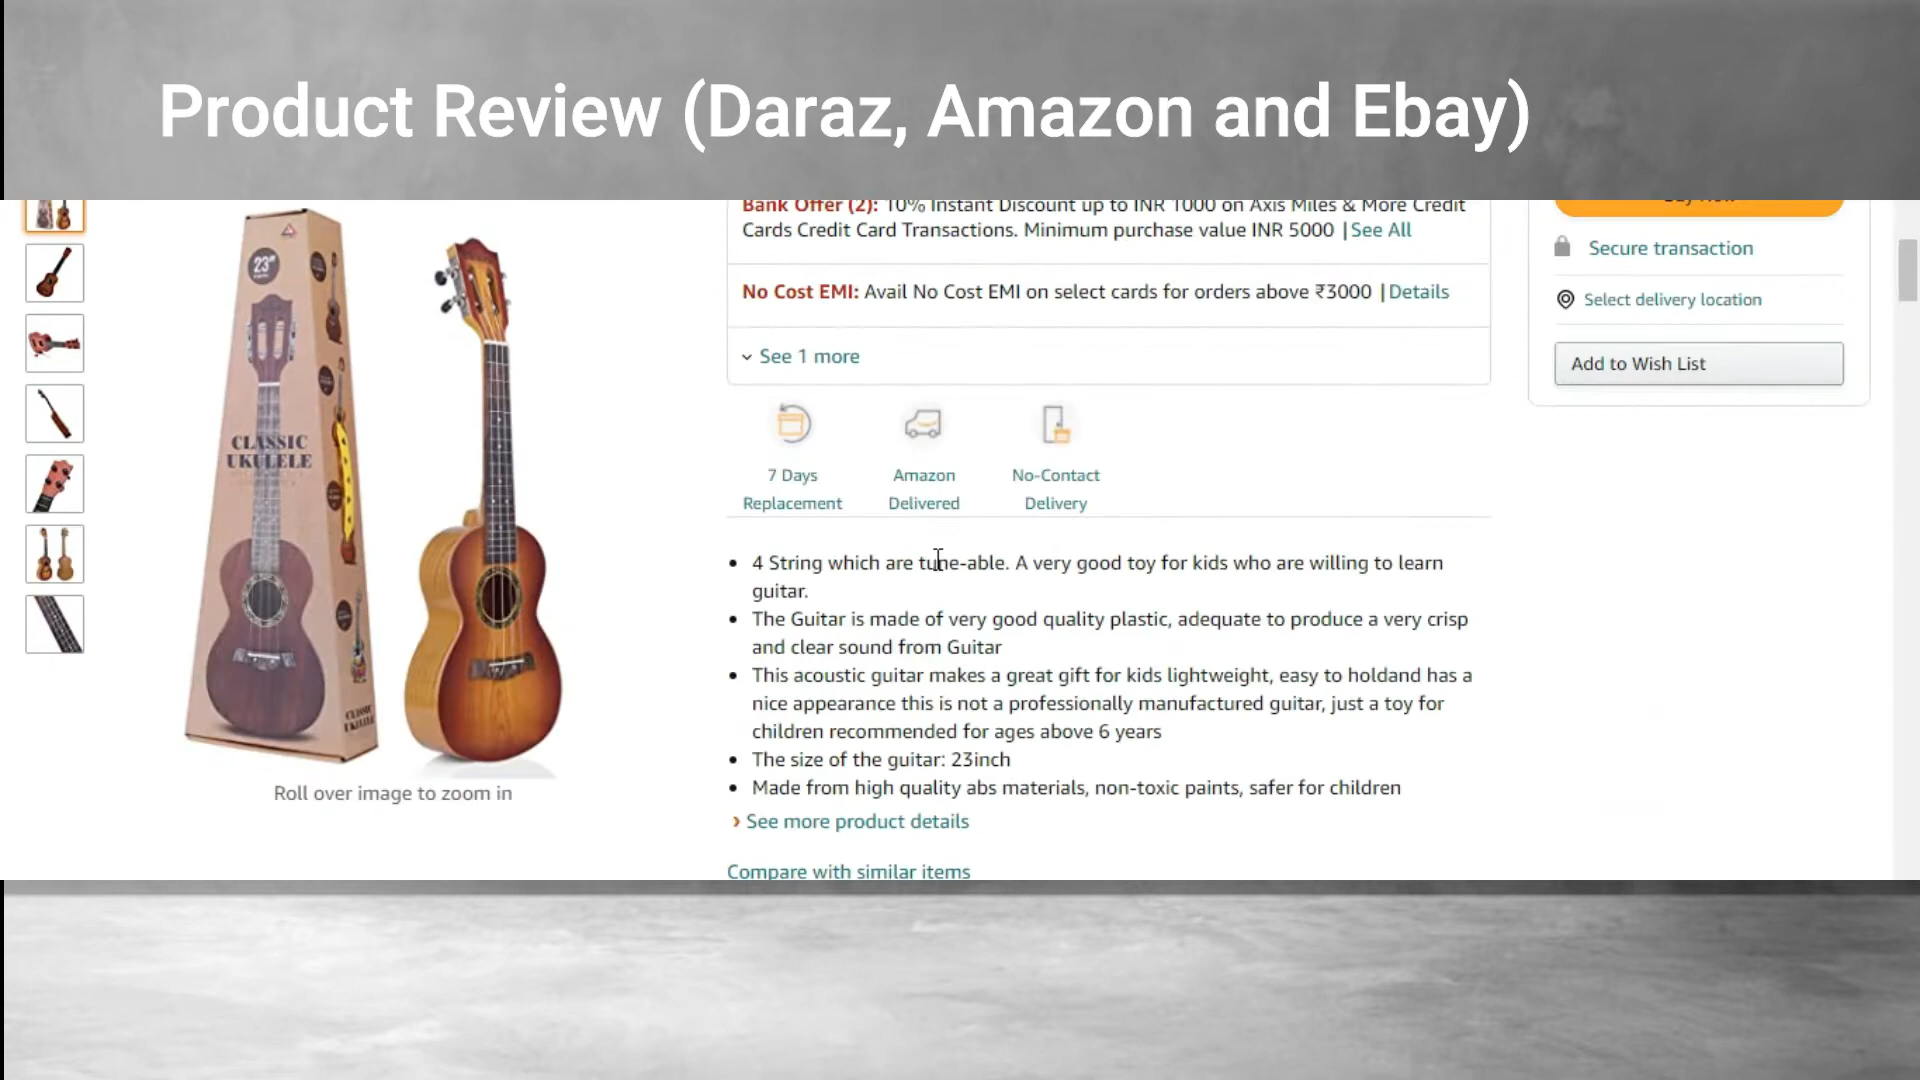 Product Review (Daraz, Amazon and Ebay)
Bank Offer (2): 10% Instant Discount up to INR 1000 on Axis Miles & More Credit
Cards Credit Card Transactions. Minimum purchase value INR 5000 | See All
No Cost EMI: Avail No Cost EMI on select cards for orders above ₹3000 | Details
See 1 more
7 Days
Replacement
Amazon
Delivered
No-Contact
Delivery
• 4 String which are tune-able. A very good toy for kids who are willing to learn
guitar.
• The Guitar is made of very good quality plastic, adequate to produce a very crisp
and clear sound from Guitar
• This acoustic guitar makes a great gift for kids lightweight, easy to holdand has a
nice appearance this is not a professionally manufactured guitar, just a toy for
children recommended for ages above 6 years
• The size of the guitar: 23inch
• Made from high quality abs materials, non-toxic paints, safer for children
› See more product details
Compare with similar items
23"
CLASSIC
UKULELE
CLASSIC
UKULELE
Roll over image to zoom in
Secure transaction
Select delivery location
Add to Wish List